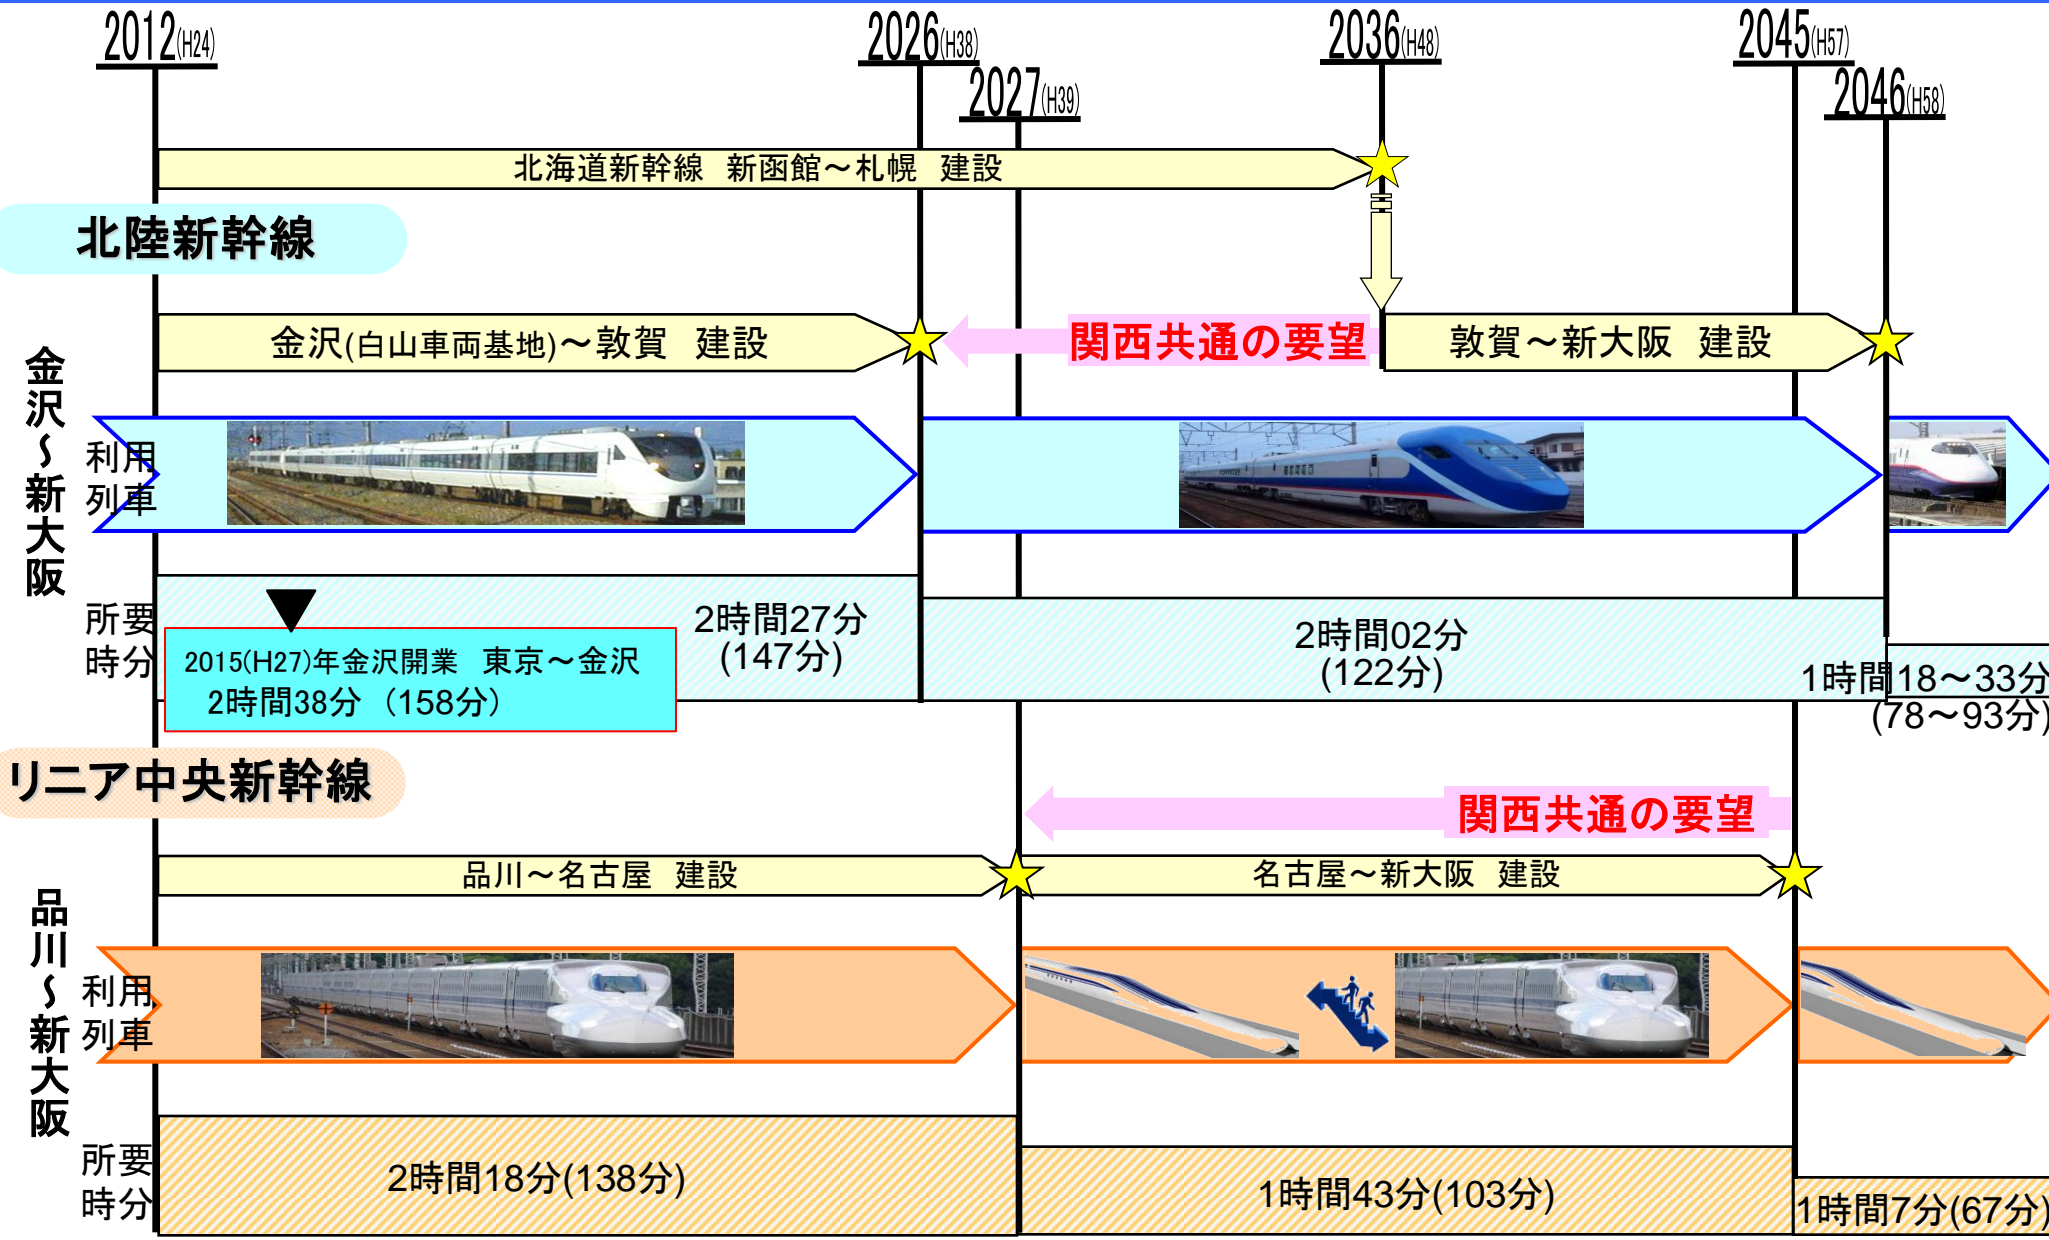 2012(H24)
2026(H38)
2036(H48)
2045(H57)
2027(H39)
2046(H58)
北海道新幹線 新函館～札幌 建設
北陸新幹線
金沢(白山車両基地)～敦賀 建設
関西共通の要望
敦賀～新大阪 建設
金沢～新大阪
利用
列車
所要
時分
2時間27分
(147分)
2015(H27)年金沢開業 東京～金沢
2時間38分 (158分)
2時間02分
(122分)
1時間18～33分
(78～93分)
リニア中央新幹線
関西共通の要望
品川～名古屋 建設
名古屋～新大阪 建設
品川～新大阪
利用
列車
所要
時分
2時間18分(138分)
1時間43分(103分)
1時間7分(67分)